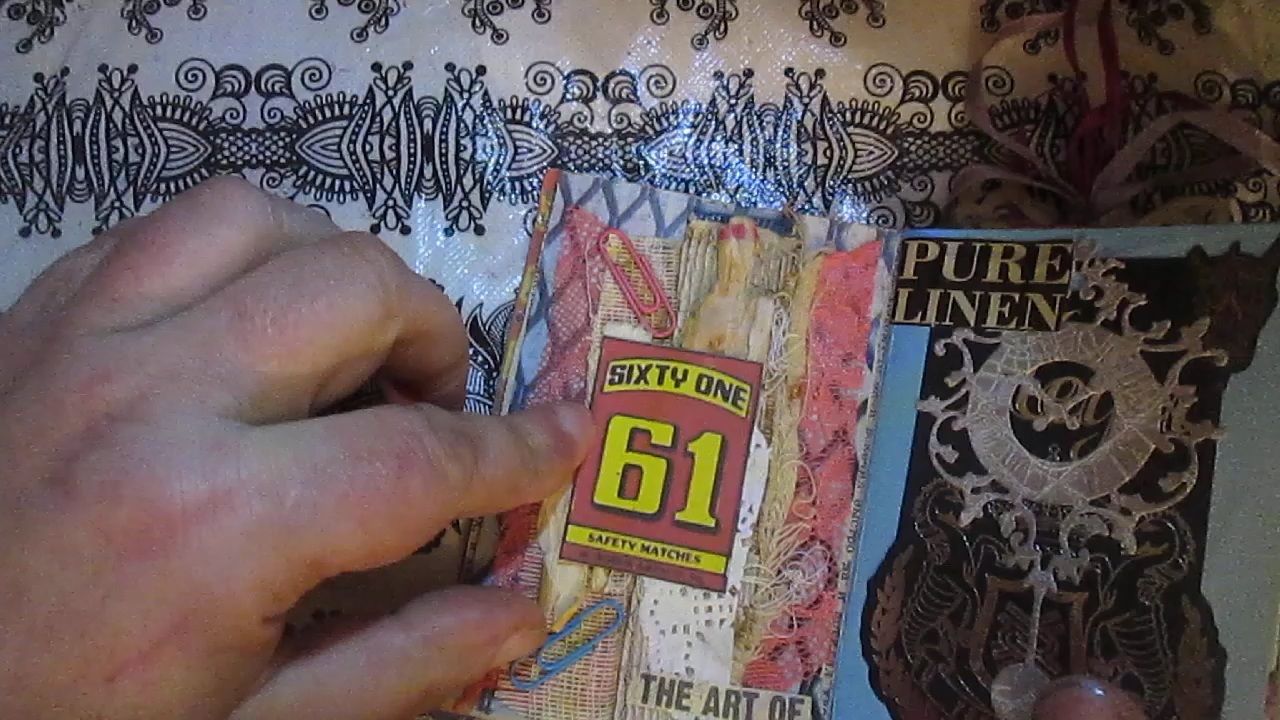 SIXTY ONE
61
SAFETY MATCHES
THE ART OF
PURE
LINEN